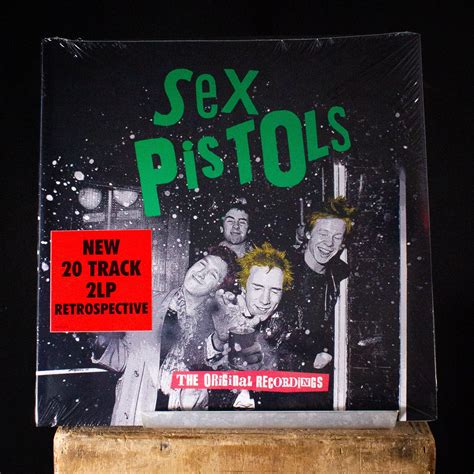 Sex
PiSTOLS
NEW
20 TRACK
2LP
RETROSPECTIVE
THE ORiGiNAL RECORDiNGS